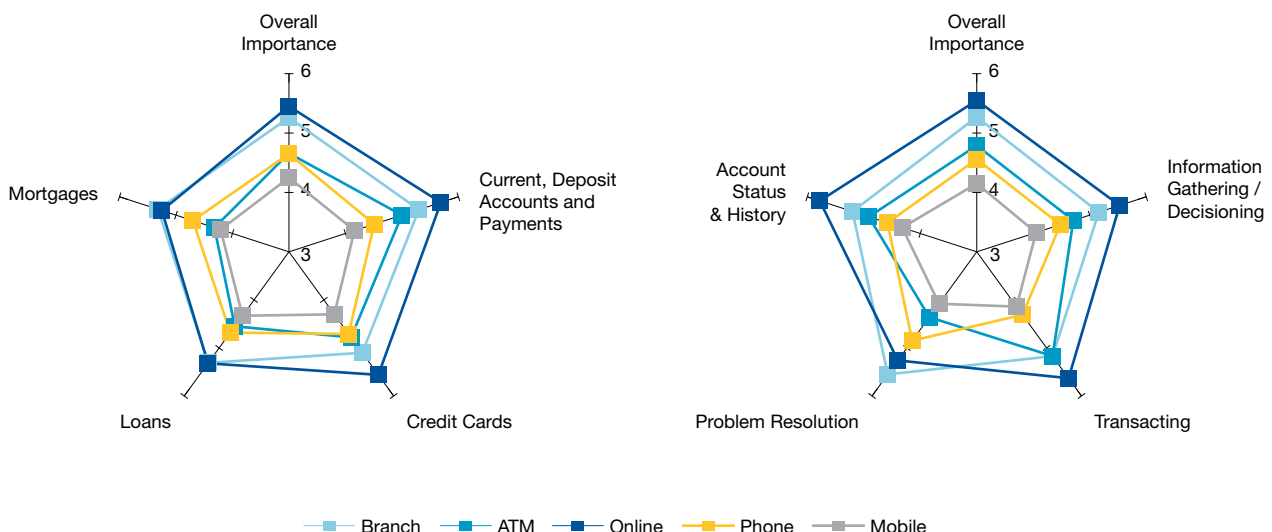 Overall
Importance
6
5
4
3
Current, Deposit
Accounts and
Payments
Credit Cards
Loans
Mortgages
Overall
Importance
6
5
4
3
Information
Gathering /
Decisioning
Transacting
Problem Resolution
Account
Status
& History
Branch ATM Online Phone Mobile